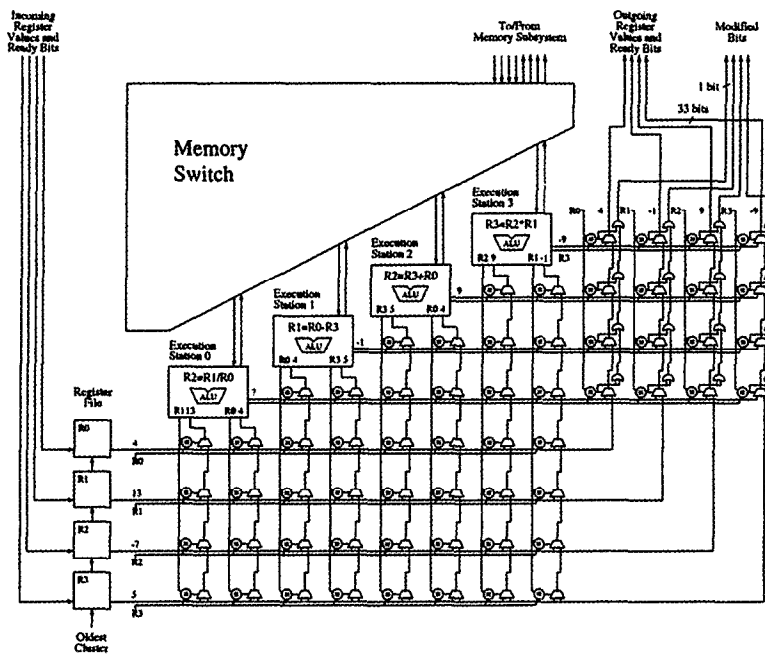 Incoming
Register
Values and
Ready Bits
To/From
Memory Subsystem
Outgoing
Register
Values and
Ready Bits
Modified
Bits
1 bit
33 bits
Memory
Switch
Execution
Station 3
R3=R2*R1
ALU
R2 9
R1 -1
-9
R3
R0
4
R1
-1
R2
9
R3
-9
Execution
Station 2
R2=R3+R0
ALU
R3 5
R0 4
9
Execution
Station 1
R1=R0-R3
ALU
R0 4
R3 5
-1
Execution
Station 0
R2=R1/R0
ALU
R1 13
R0 4
?
Register
File
R0
4
R0
R1
13
R1
R2
-7
R2
R3
5
R3
Oldest
Cluster